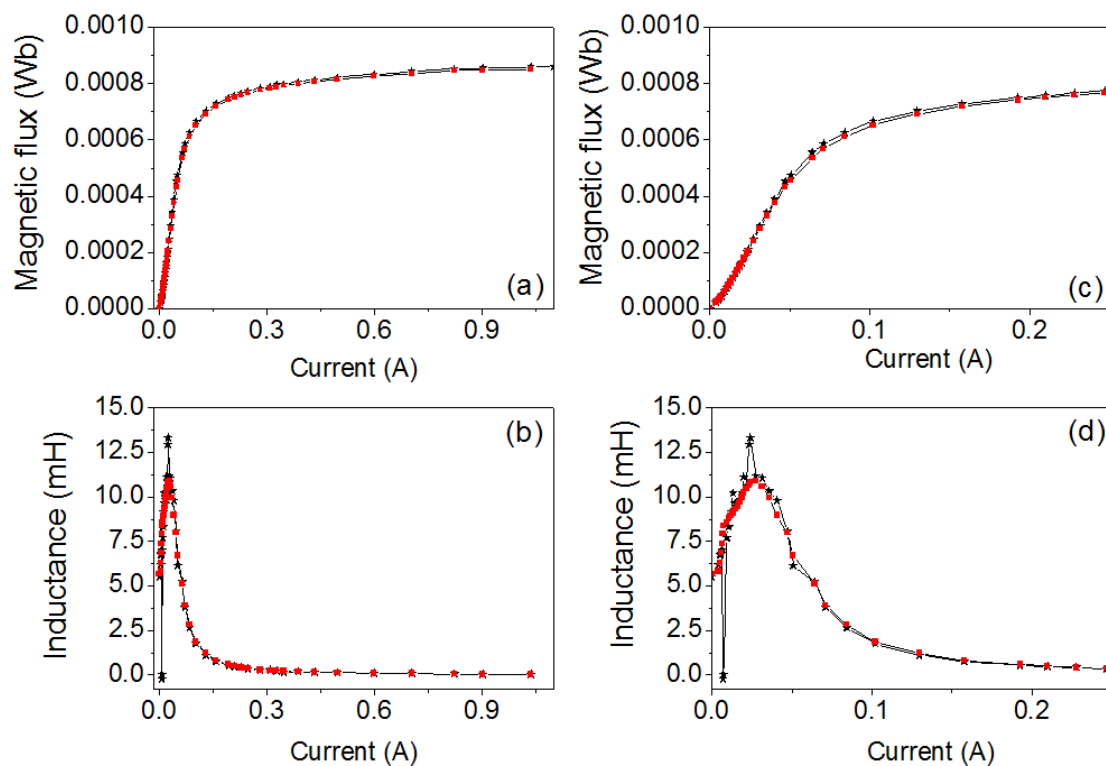 0.0010
0.0008
0.0006
0.0004
0.0002
0.0000
Magnetic flux (Wb)
(a)
0.0 0.3 0.6 0.9
Current (A)
0.0010
0.0008
0.0006
0.0004
0.0002
0.0000
Magnetic flux (Wb)
(c)
0.0 0.1 0.2
Current (A)
15.0
12.5
10.0
7.5
5.0
2.5
0.0
Inductance (mH)
(b)
0.0 0.3 0.6 0.9
Current (A)
15.0
12.5
10.0
7.5
5.0
2.5
0.0
Inductance (mH)
(d)
0.0 0.1 0.2
Current (A)